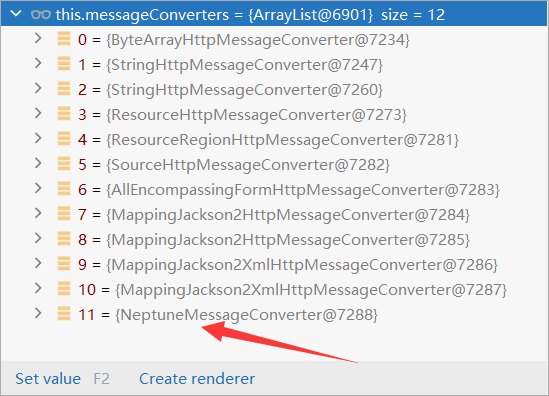 this.messageConverters = {ArrayList@6901} size = 12
0 = {ByteArrayHttpMessageConverter@7234}
1 = {StringHttpMessageConverter@7247}
2 = {StringHttpMessageConverter@7260}
3 = {ResourceHttpMessageConverter@7273}
4 = {ResourceRegionHttpMessageConverter@7281}
5 = {SourceHttpMessageConverter@7282}
6 = {AllEncompassingFormHttpMessageConverter@7283}
7 = {MappingJackson2HttpMessageConverter@7284}
8 = {MappingJackson2HttpMessageConverter@7285}
9 = {MappingJackson2XmlHttpMessageConverter@7286}
10 = {MappingJackson2XmlHttpMessageConverter@7287}
11 = {NeptuneMessageConverter@7288}
Set value F2 Create renderer